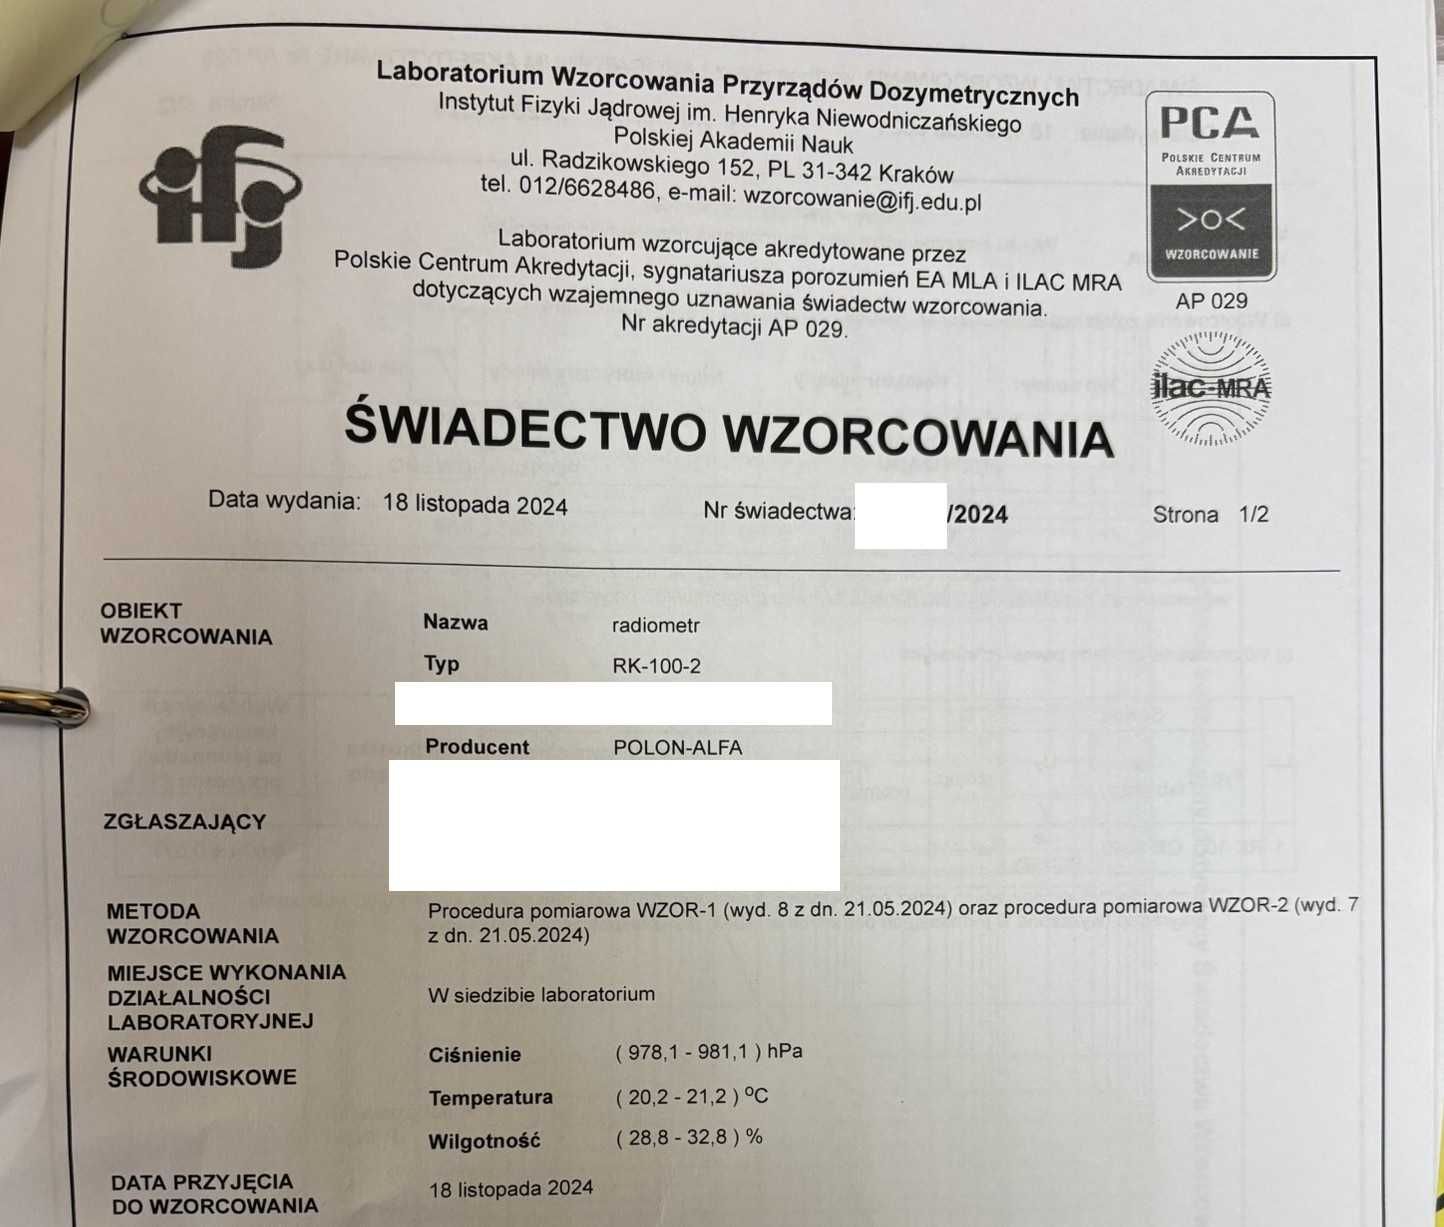 Laboratorium Wzorcowania Przyrządów Dozymetrycznych
Instytut Fizyki Jądrowej im. Henryka Niewodniczańskiego
Polskiej Akademii Nauk
ul. Radzikowskiego 152, PL 31-342 Kraków
tel. 012/6628486, e-mail: wzorcowanie@ifj.edu.pl
ifj
PCA
POLSKIE CENTRUM
AKREDYTACJI
WZORCOWANIE
AP 029
Laboratorium wzorcujące akredytowane przez
Polskie Centrum Akredytacji, sygnatariusza porozumień EA MLA i ILAC MRA
dotyczących wzajemnego uznawania świadectw wzorcowania.
Nr akredytacji AP 029.
ilac-MRA
ŚWIADECTWO WZORCOWANIA
Data wydania: 18 listopada 2024 Nr świadectwa: /2024 Strona 1/2
OBIEKT
WZORCOWANIA
Nazwa radiometr
Typ RK-100-2
Producent POLON-ALFA
ZGŁASZAJĄCY
METODA
WZORCOWANIA
Procedura pomiarowa WZOR-1 (wyd. 8 z dn. 21.05.2024) oraz procedura pomiarowa WZOR-2 (wyd. 7
z dn. 21.05.2024)
MIEJSCE WYKONANIA
DZIAŁALNOŚCI
LABORATORYJNEJ
W siedzibie laboratorium
WARUNKI
ŚRODOWISKOWE
Ciśnienie ( 978,1 - 981,1 ) hPa
Temperatura ( 20,2 - 21,2 ) ºC
Wilgotność ( 28,8 - 32,8 ) %
DATA PRZYJĘCIA
DO WZORCOWANIA
18 listopada 2024